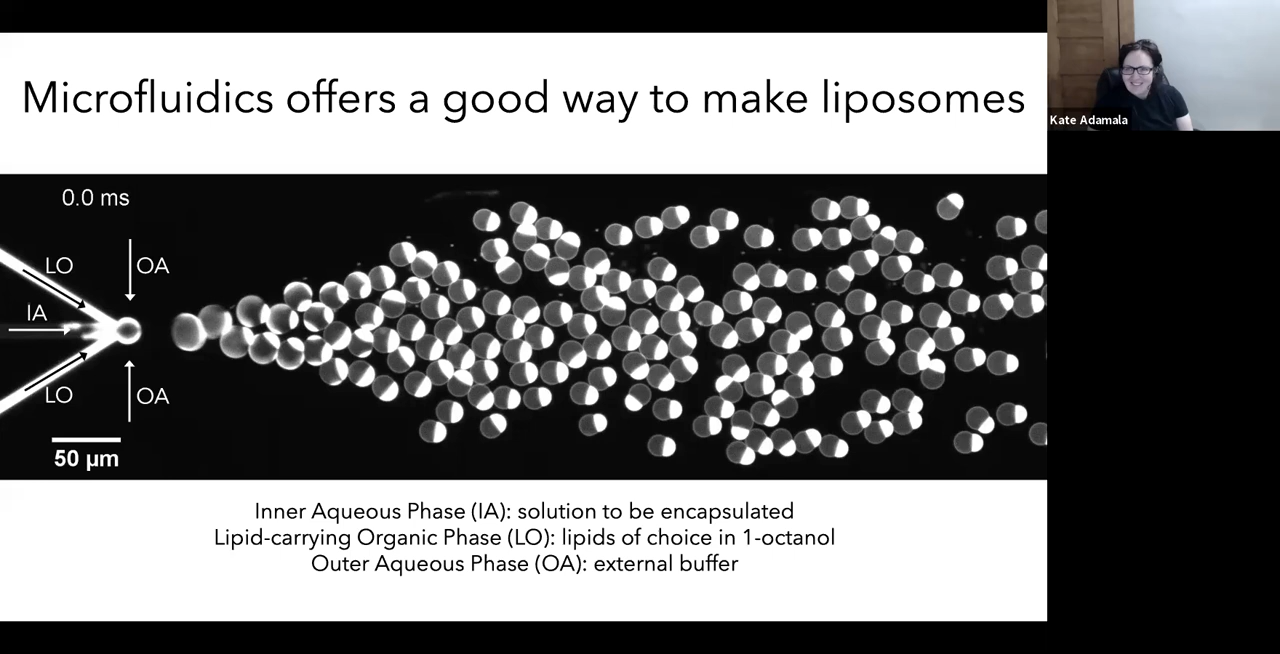 Microfluidics offers a good way to make liposomes
Kate Adamala
0.0 ms
LO
OA
IA
LO
OA
50 µm
Inner Aqueous Phase (IA): solution to be encapsulated
Lipid-carrying Organic Phase (LO): lipids of choice in 1-octanol
Outer Aqueous Phase (OA): external buffer